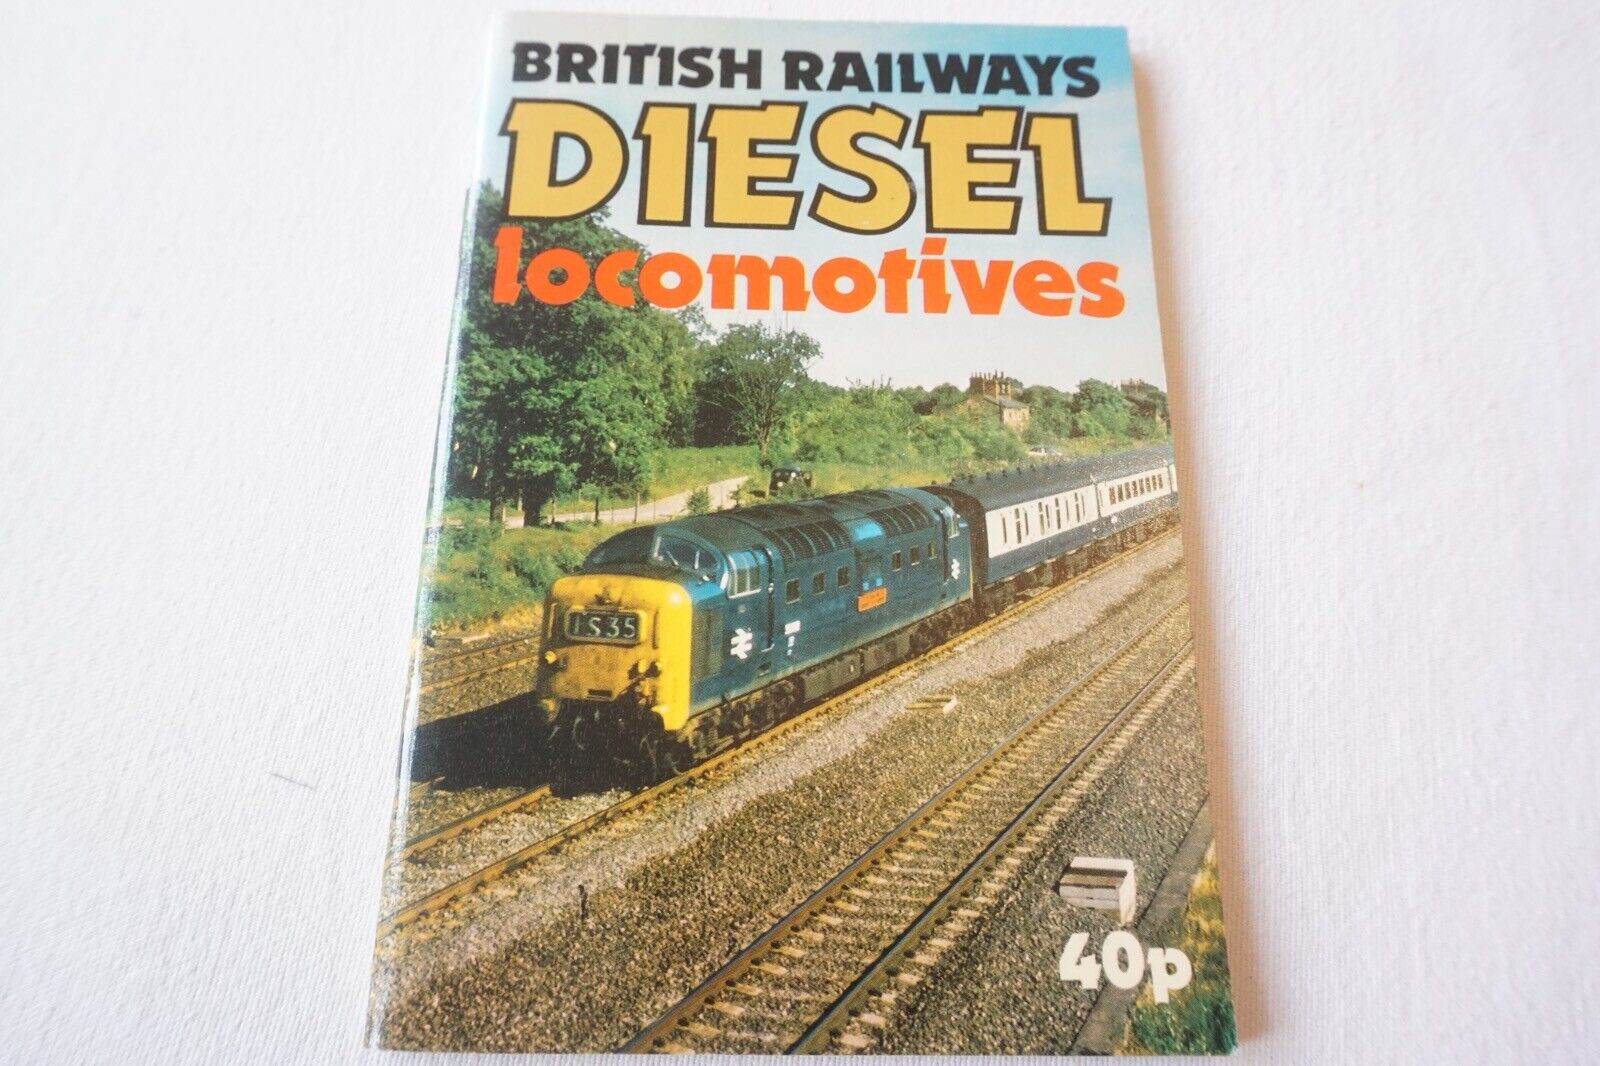 BRITISH RAILWAYS
DIESEL
locomotives
1S35
40p